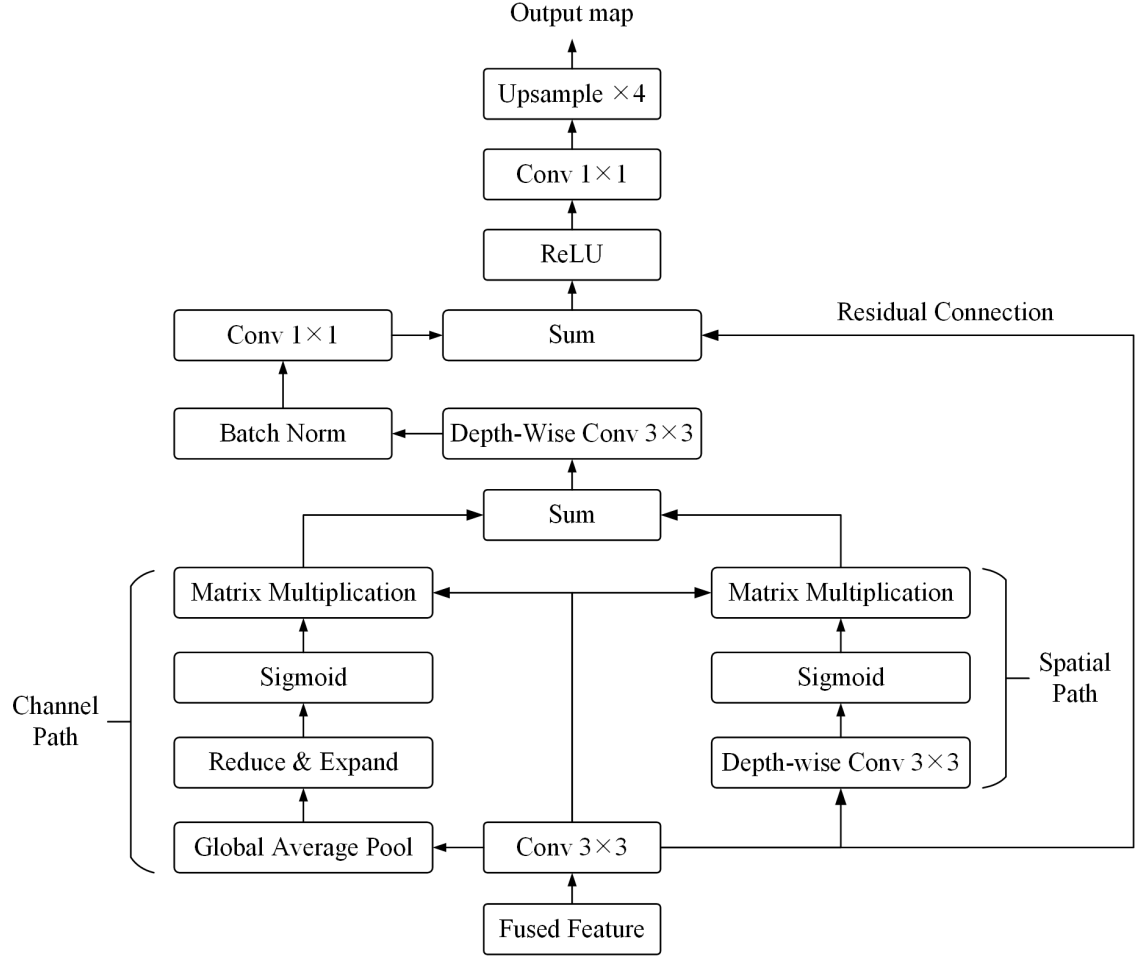 Output map
Upsample ×4
Conv 1×1
ReLU
Conv 1×1
Sum
Residual Connection
Batch Norm
Depth-Wise Conv 3×3
Sum
Matrix Multiplication
Matrix Multiplication
Sigmoid
Sigmoid
Spatial
Path
Channel
Path
Reduce & Expand
Depth-wise Conv 3×3
Global Average Pool
Conv 3×3
Fused Feature